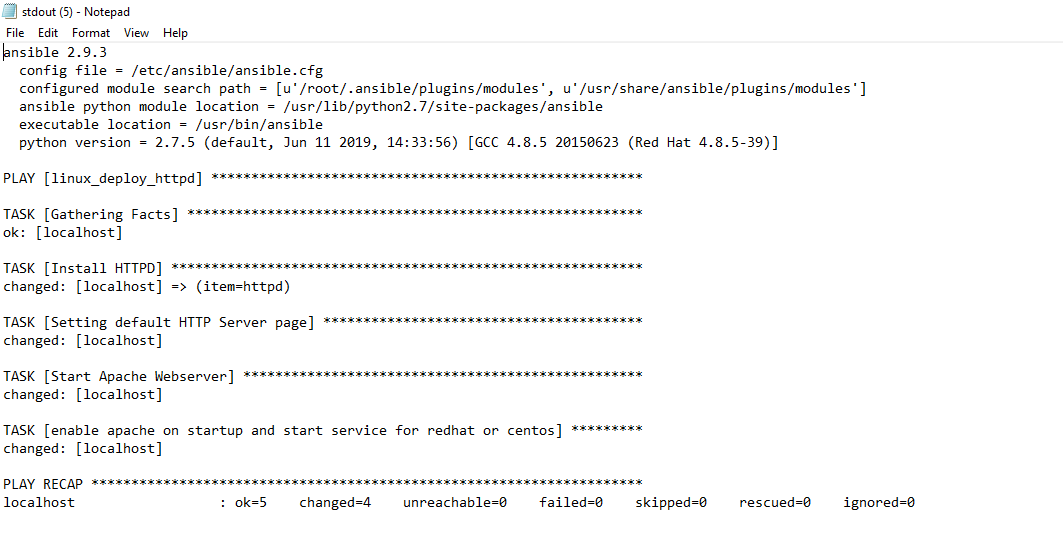 stdout (5) - Notepad
File Edit Format View Help
ansible 2.9.3
  config file = /etc/ansible/ansible.cfg
  configured module search path = [u'/root/.ansible/plugins/modules', u'/usr/share/ansible/plugins/modules']
  ansible python module location = /usr/lib/python2.7/site-packages/ansible
  executable location = /usr/bin/ansible
  python version = 2.7.5 (default, Jun 11 2019, 14:33:56) [GCC 4.8.5 20150623 (Red Hat 4.8.5-39)]

PLAY [linux_deploy_httpd] ******************************************************

TASK [Gathering Facts] *********************************************************
ok: [localhost]

TASK [Install HTTPD] ***********************************************************
changed: [localhost] => (item=httpd)

TASK [Setting default HTTP Server page] ****************************************
changed: [localhost]

TASK [Start Apache Webserver] **************************************************
changed: [localhost]

TASK [enable apache on startup and start service for redhat or centos] *********
changed: [localhost]

PLAY RECAP *********************************************************************
localhost                  : ok=5    changed=4    unreachable=0    failed=0    skipped=0    rescued=0    ignored=0